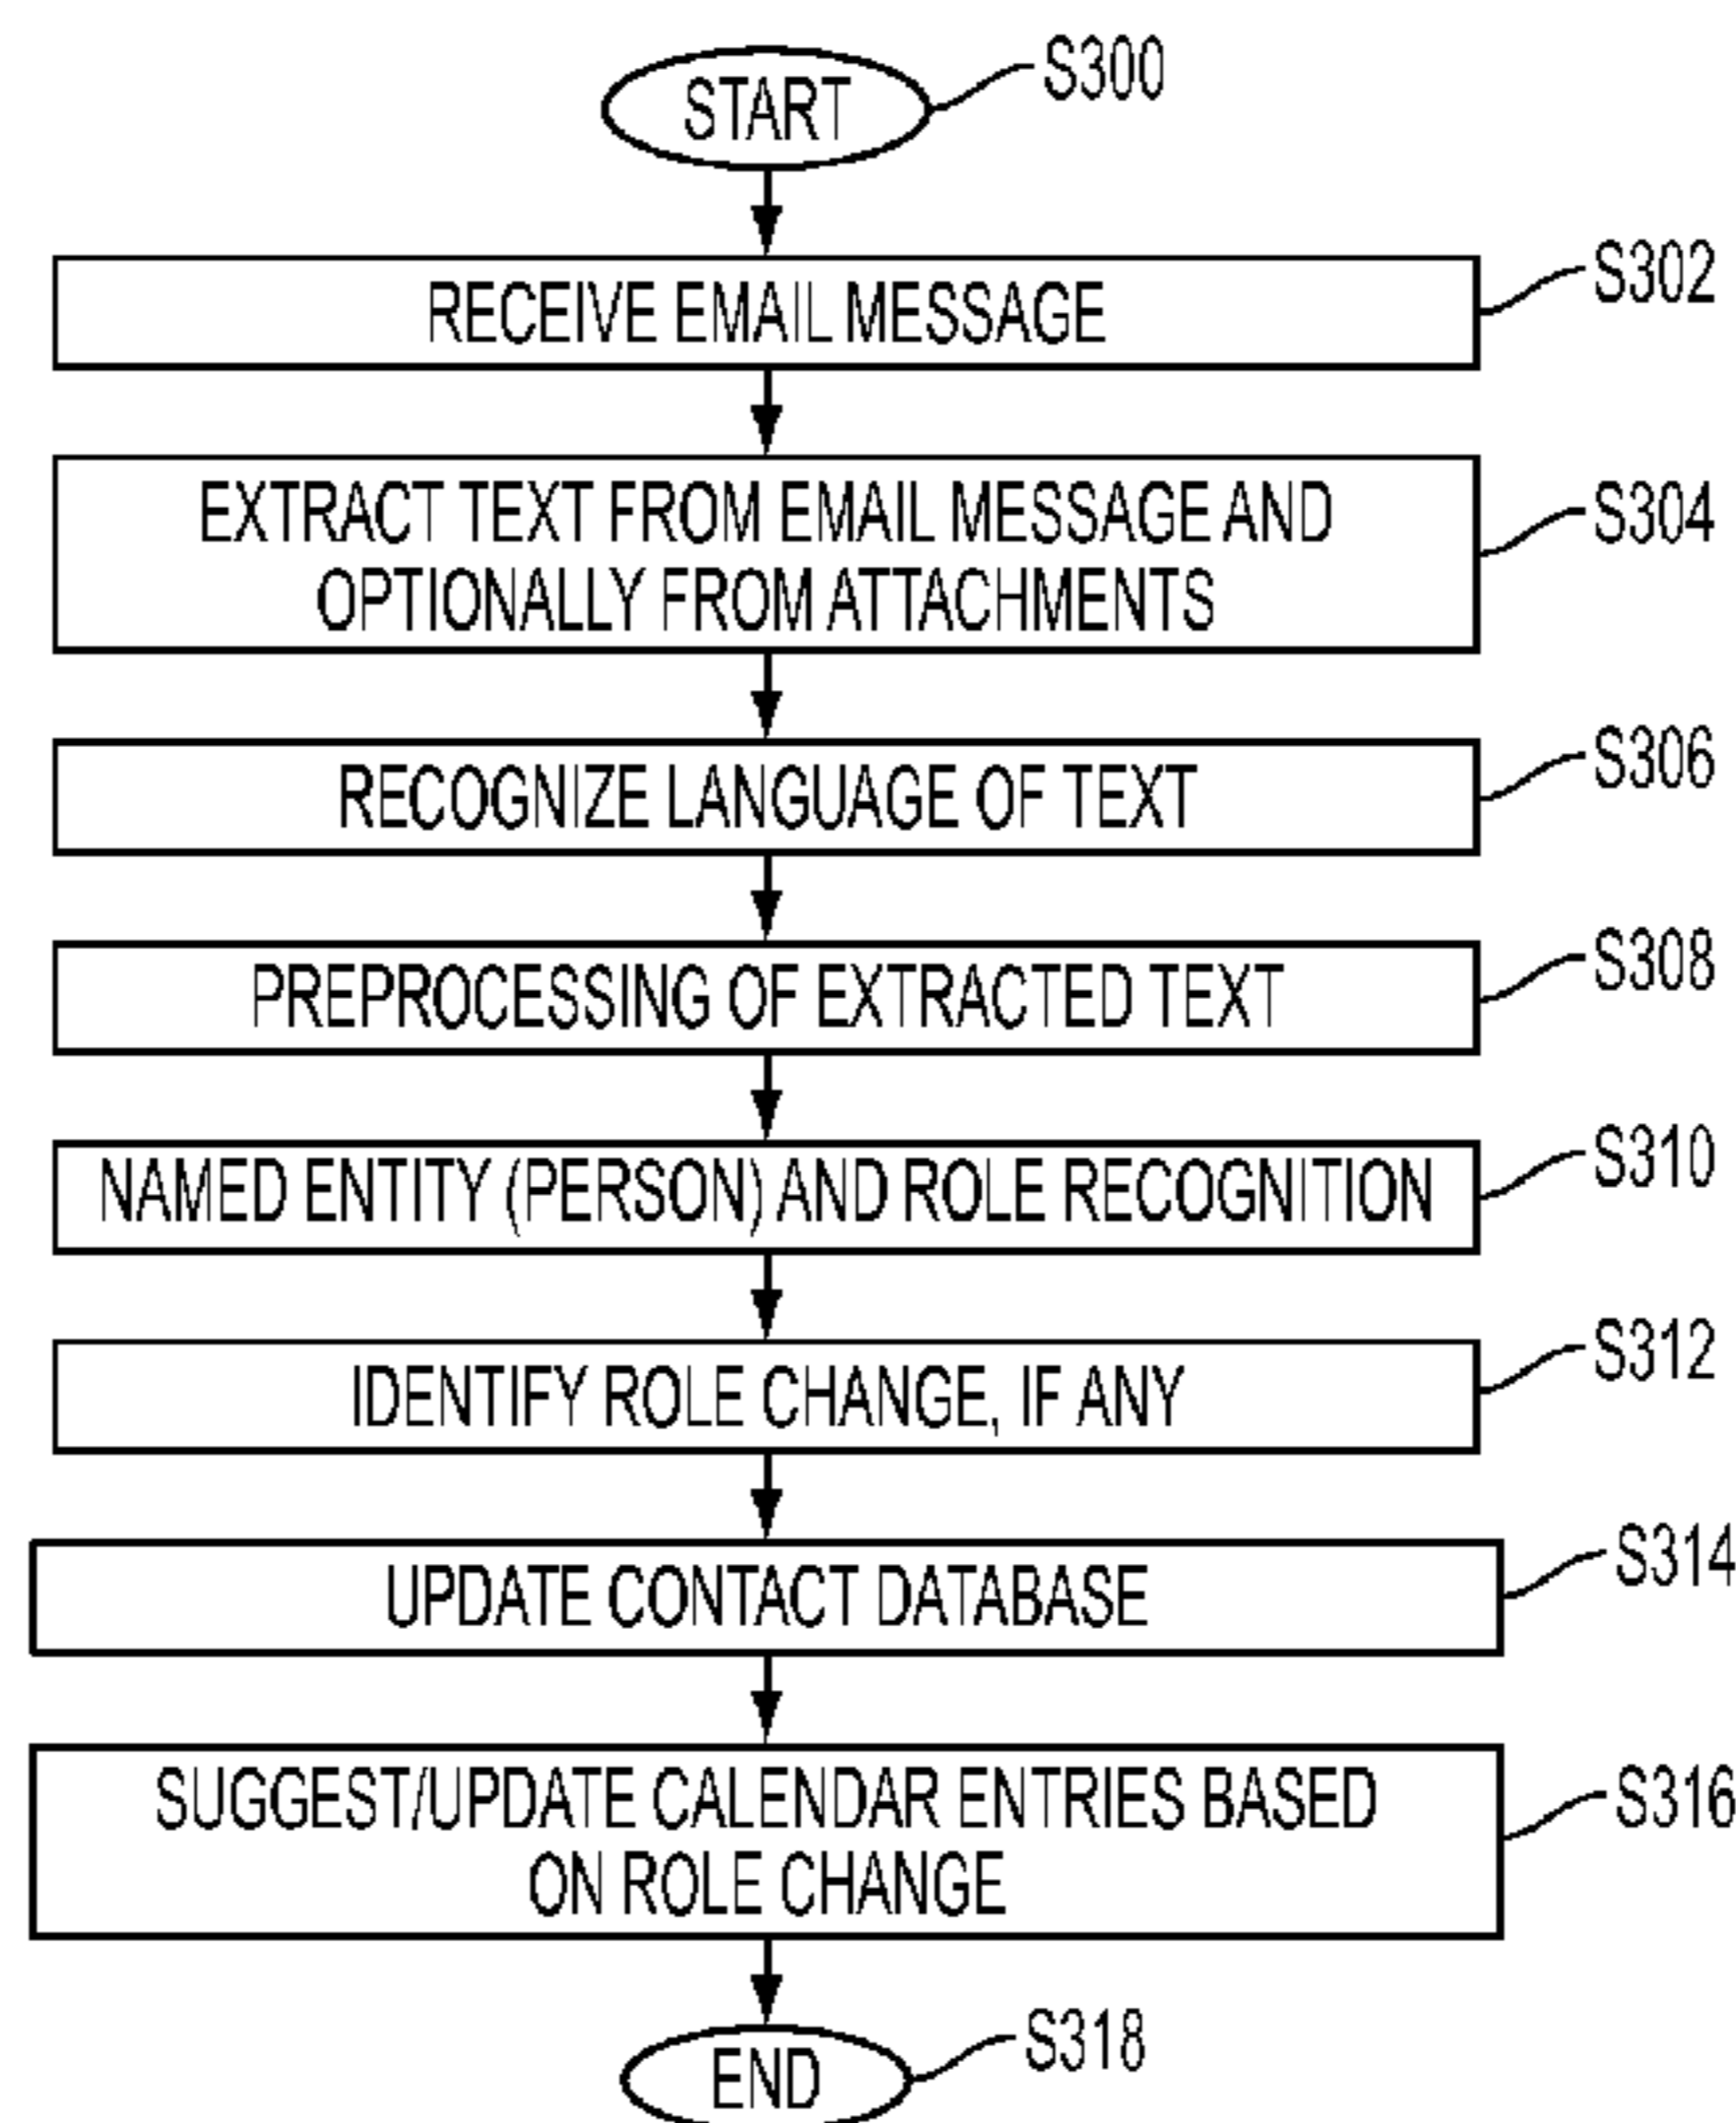 START
S300
RECEIVE EMAIL MESSAGE
S302
EXTRACT TEXT FROM EMAIL MESSAGE AND
OPTIONALLY FROM ATTACHMENTS
S304
RECOGNIZE LANGUAGE OF TEXT
S306
PREPROCESSING OF EXTRACTED TEXT
S308
NAMED ENTITY (PERSON) AND ROLE RECOGNITION
S310
IDENTIFY ROLE CHANGE, IF ANY
S312
UPDATE CONTACT DATABASE
S314
SUGGEST/UPDATE CALENDAR ENTRIES BASED
ON ROLE CHANGE
S316
END
S318